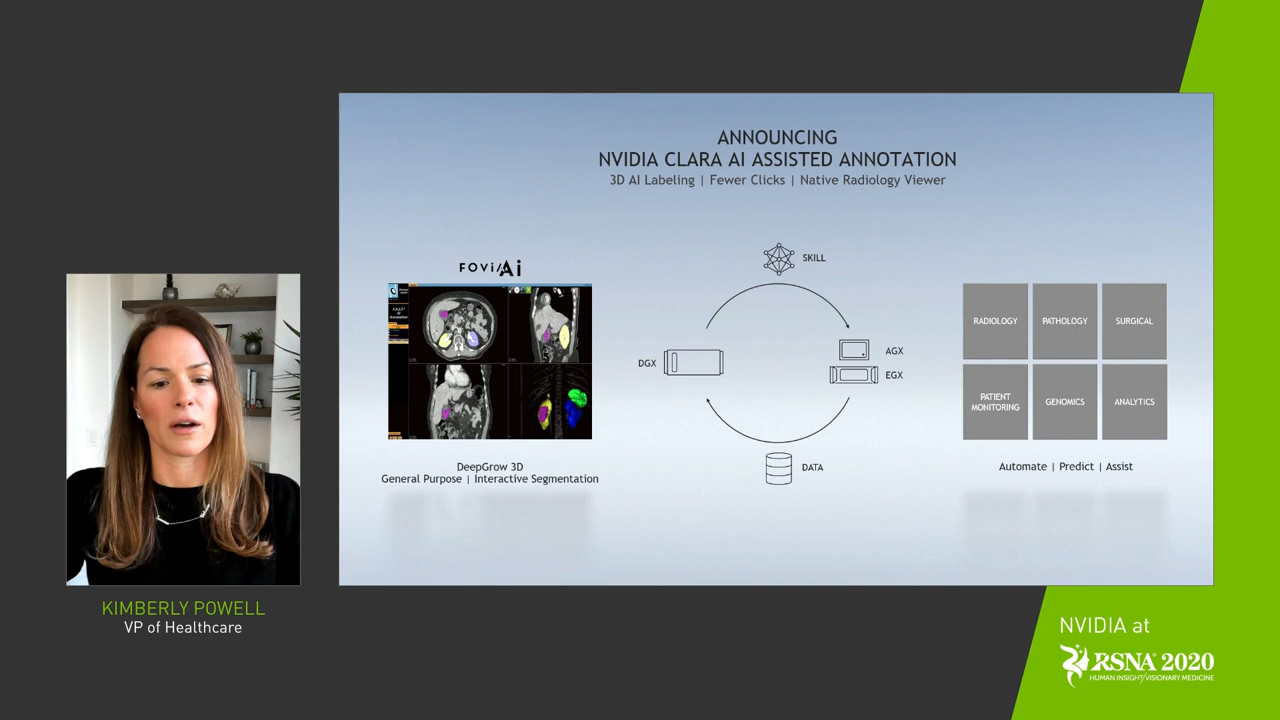 ANNOUNCING
NVIDIA CLARA AI ASSISTED ANNOTATION
3D AI Labeling | Fewer Clicks | Native Radiology Viewer
FOVIAAi
DeepGrow 3D
General Purpose | Interactive Segmentation
SKILL
DGX
AGX
EGX
DATA
RADIOLOGY
PATHOLOGY
SURGICAL
PATIENT
MONITORING
GENOMICS
ANALYTICS
Automate | Predict | Assist
KIMBERLY POWELL
VP of Healthcare
NVIDIA at
RSNA® 2020
HUMAN INSIGHT/VISIONARY MEDICINE